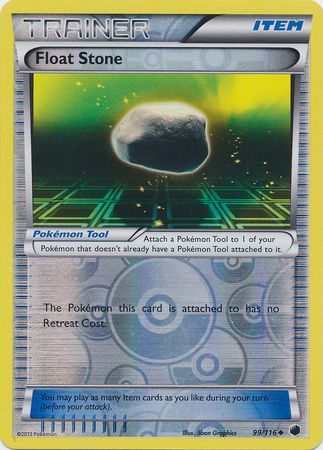 TRAINER ITEM
Float Stone
Pokémon Tool
Attach a Pokémon Tool to 1 of your
Pokémon that doesn't already have a Pokémon Tool attached to it.
The Pokémon this card is attached to has no
Retreat Cost.
You may play as many Item cards as you like during your turn
(before your attack).
©2013 Pokémon Illus. 5ban Graphics 99/116